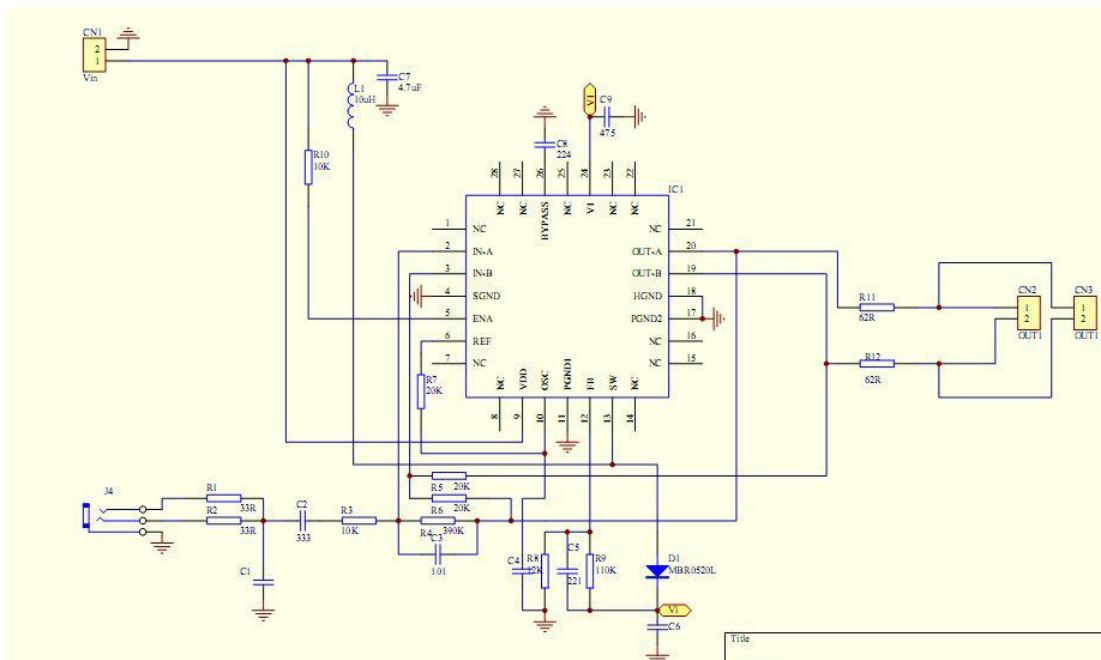 CN1
2
1
Vin
C7
4.7uF
L1
10uH
R10
10K
V1
C9
475
C8
224
28
27
26
25
24
23
22
NC
NC
BYPASS
NC
V1
NC
NC
IC1
1
NC
2
IN-A
3
IN-B
4
SGND
5
ENA
6
REF
7
NC
NC
21
OUT-A
20
OUT-B
19
HGND
18
PGND2
17
NC
16
NC
15
NC
VDD
OSC
PGND1
FB
SW
NC
8
9
10
11
12
13
14
R7
20K
R11
62R
R12
62R
CN2
1
2
OUT1
CN3
1
2
OUT1
J4
R1
33R
R2
33R
C1
C2
333
R3
10K
20K
R5
20K
R6
390K
R4
C3
101
C4
R8
12K
C5
221
R9
110K
D1
MBR0520L
V1
C6
Title